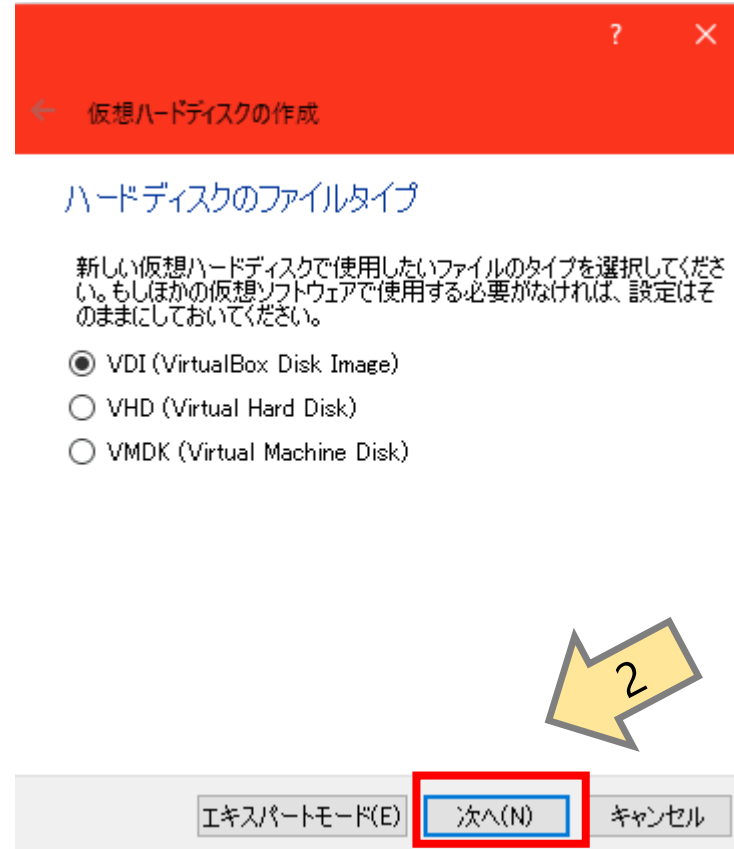 ?
仮想ハードディスクの作成
ハードディスクのファイルタイプ
新しい仮想ハードディスクで使用したいファイルのタイプを選択してくださ
い。もしほかの仮想ソフトウェアで使用する必要がなければ、設定はそ
のままにしておいてください。
VDI (VirtualBox Disk Image)
VHD (Virtual Hard Disk)
VMDK (Virtual Machine Disk)
2
エキスパートモード(E) 次へ(N) キャンセル